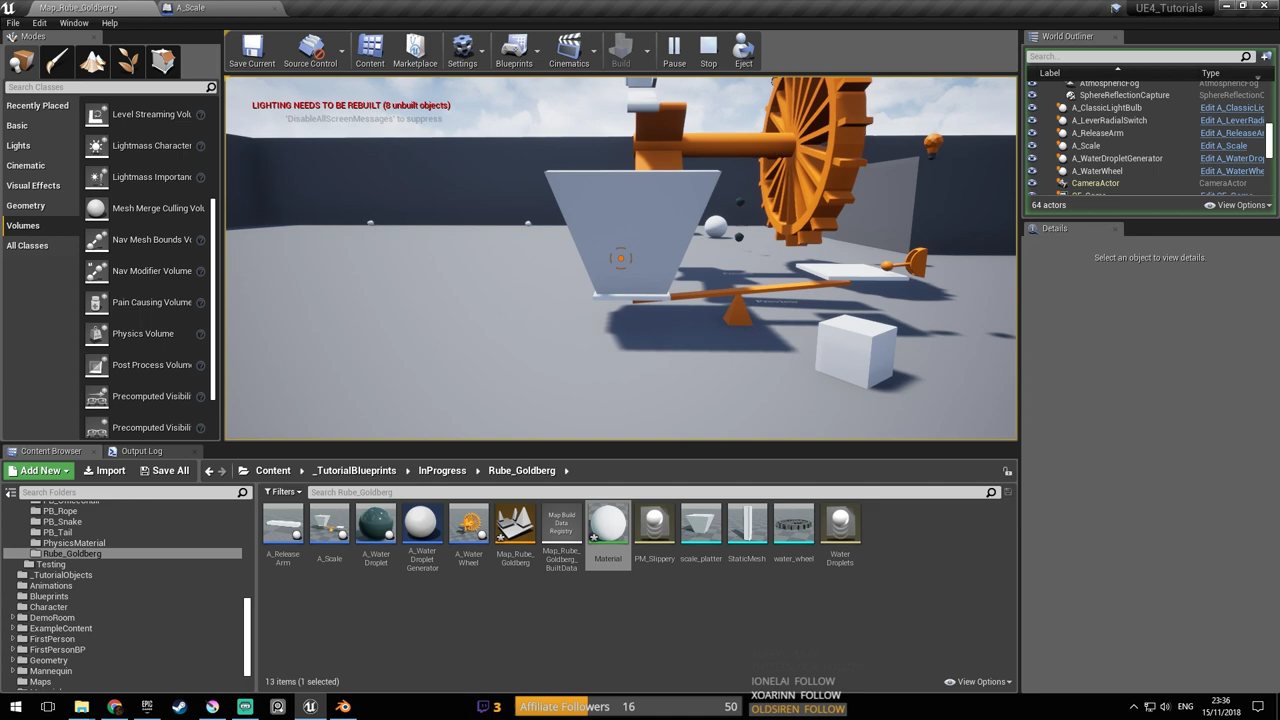 Map_Rube_Goldberg*
A_Scale
UE4_Tutorials
File
Edit
Window
Help
Modes
Search Classes
Recently Placed
Basic
Lights
Cinematic
Visual Effects
Geometry
Volumes
All Classes
Level Streaming Volu
Lightmass Character
Lightmass Importanc
Mesh Merge Culling Volu
Nav Mesh Bounds Vo
Nav Modifier Volume
Pain Causing Volume
Physics Volume
Post Process Volume
Precomputed Visibili
Precomputed Visibili
Save Current
Source Control
Content
Marketplace
Settings
Blueprints
Cinematics
Build
Pause
Stop
Eject
LIGHTING NEEDS TO BE REBUILT (8 unbuilt objects)
'DisableAllScreenMessages' to suppress
Preview
World Outliner
Search...
Label
Type
AtmosphericFog
AtmosphericFog
SphereReflectionCapture
SphereReflectionC
A_ClassicLightBulb
Edit A_ClassicLig
A_LeverRadialSwitch
Edit A_LeverRadi
A_ReleaseArm
Edit A_ReleaseAr
A_Scale
Edit A_Scale
A_WaterDropletGenerator
Edit A_WaterDrop
A_WaterWheel
Edit A_WaterWhe
CameraActor
CameraActor
64 actors
View Options
Details
Select an object to view details.
Content Browser
Output Log
Add New
Import
Save All
Content
_TutorialBlueprints
InProgress
Rube_Goldberg
Search Folders
Filters
Search Rube_Goldberg
PB_Rope
PB_Snake
PB_Tail
PhysicsMaterial
Rube_Goldberg
Testing
_TutorialObjects
Animations
Blueprints
Character
DemoRoom
ExampleContent
FirstPerson
FirstPersonBP
Geometry
Mannequin
Maps
A_Release
Arm
A_Scale
A_Water
Droplet
A_Water
Droplet
Generator
A_Water
Wheel
Map_Rube_
Goldberg
Map Build
Data
Registry
Map_Rube_
Goldberg_
BuiltData
Material
PM_Slippery
scale_platter
StaticMesh
water_wheel
Water
Droplets
13 items (1 selected)
View Options
IONELAI FOLLOW
XOARINN FOLLOW
OLDSIREN FOLLOW
3
Affiliate Followers
16
50
ENG
23:36
15/11/2018